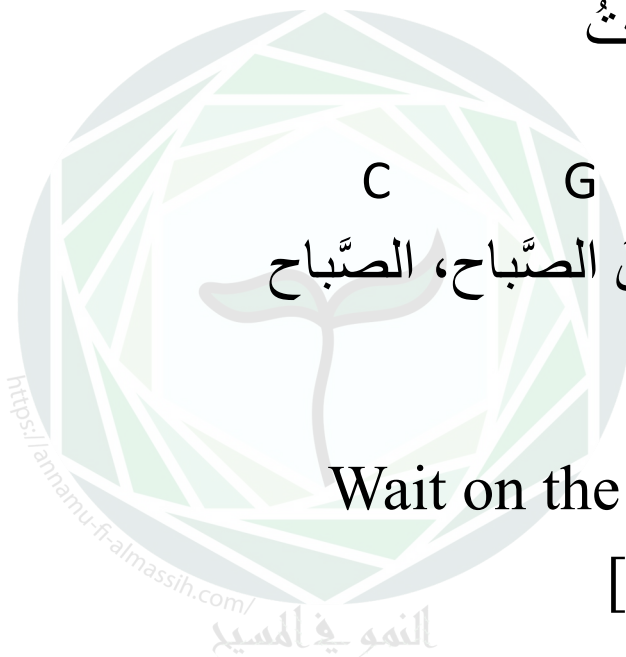 C G
الصَّباح، الصَّباح
Wait on the
[
https://annamu-fi-almassih.com/
النمو في المسيح